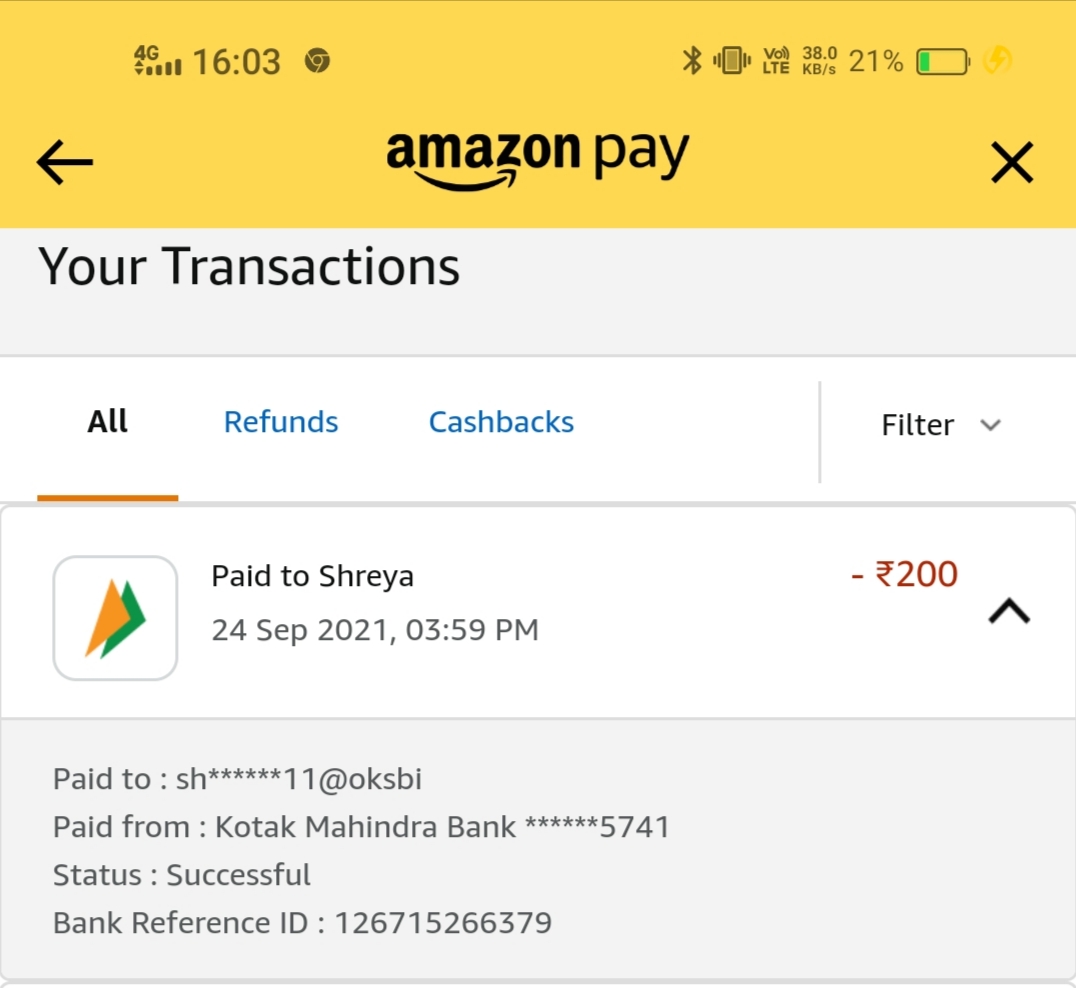 4G 16:03 Vo)) LTE 38.0 KB/s 21%
amazon pay
Your Transactions
All Refunds Cashbacks Filter
Paid to Shreya - ₹200
24 Sep 2021, 03:59 PM
Paid to : sh******11@oksbi
Paid from : Kotak Mahindra Bank ******5741
Status : Successful
Bank Reference ID : 126715266379